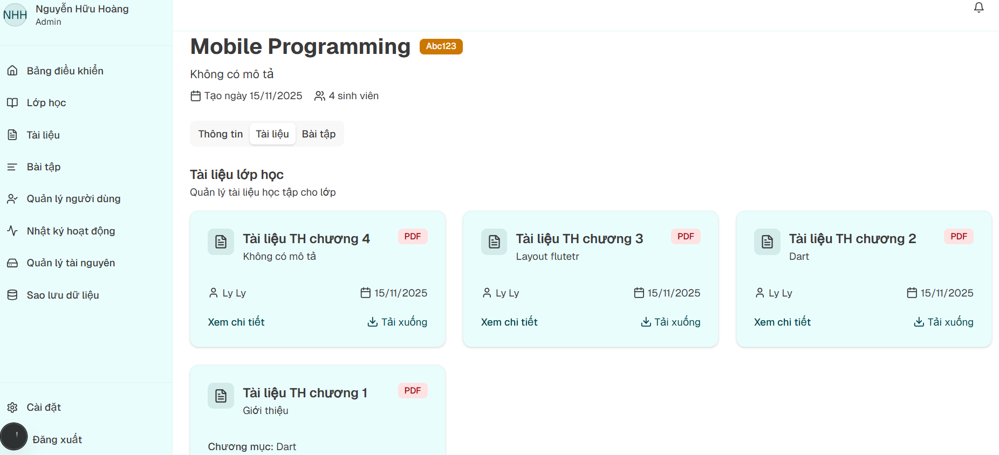 NHH
Nguyễn Hữu Hoàng
Admin
Bảng điều khiển
Lớp học
Tài liệu
Bài tập
Quản lý người dùng
Nhật ký hoạt động
Quản lý tài nguyên
Sao lưu dữ liệu
Cài đặt
Đăng xuất
Mobile Programming Abc123
Không có mô tả
Tạo ngày 15/11/2025 4 sinh viên
Thông tin Tài liệu Bài tập
Tài liệu lớp học
Quản lý tài liệu học tập cho lớp
Tài liệu TH chương 4 PDF
Không có mô tả
Ly Ly 15/11/2025
Xem chi tiết Tải xuống
Tài liệu TH chương 3 PDF
Layout flutetr
Ly Ly 15/11/2025
Xem chi tiết Tải xuống
Tài liệu TH chương 2 PDF
Dart
Ly Ly 15/11/2025
Xem chi tiết Tải xuống
Tài liệu TH chương 1 PDF
Giới thiệu
Chương mục: Dart